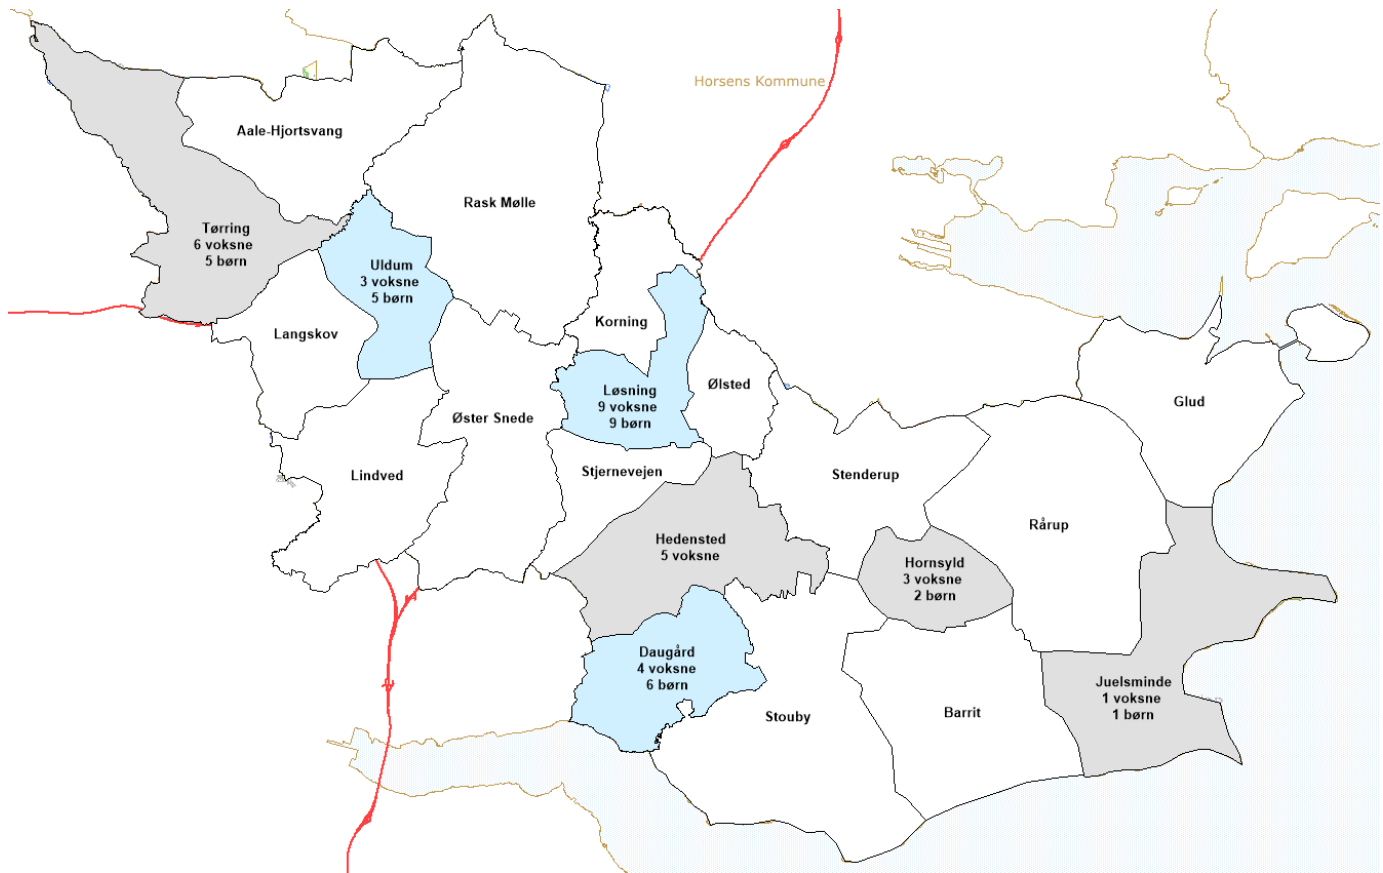 Horsens Kommune
Aale-Hjortsvang
Rask Mølle
Tørring
6 voksne
5 børn
Uldum
3 voksne
5 børn
Langskov
Korning
Løsning
9 voksne
9 børn
Ølsted
Glud
Øster Snede
Lindved
Stjernevejen
Stenderup
Rårup
Hedensted
5 voksne
Hornsyld
3 voksne
2 børn
Daugård
4 voksne
6 børn
Stouby
Barrit
Juelsminde
1 voksne
1 børn